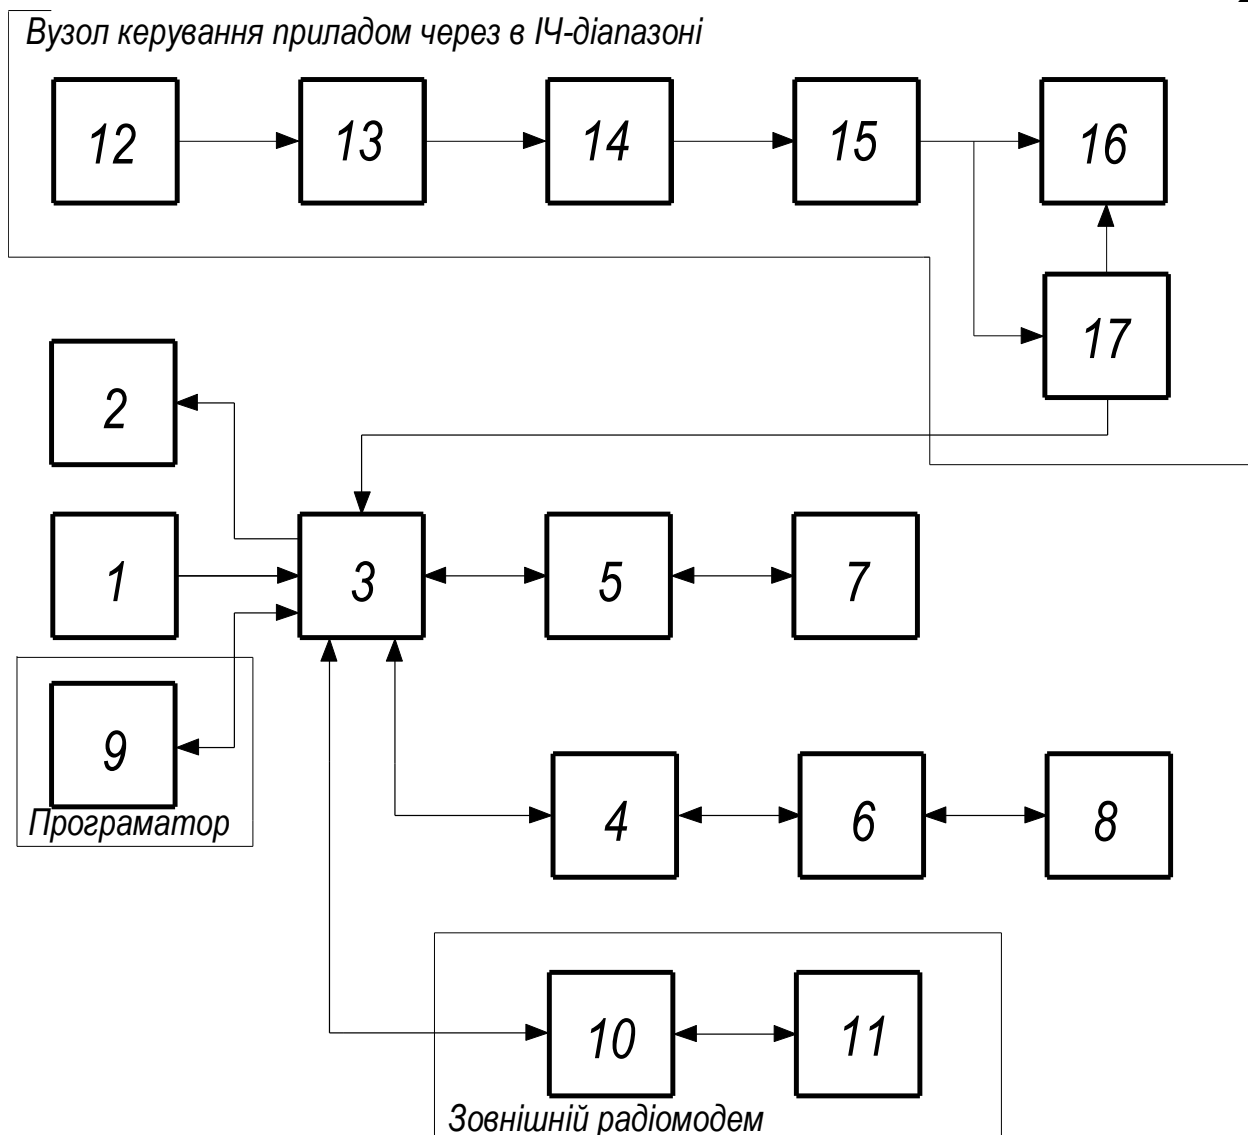 Вузол керування приладом через в ІЧ-діапазоні
12 13 14 15 16
17
2
1 3 5 7
9
Програматор
4 6 8
10 11
Зовнішній радіомодем